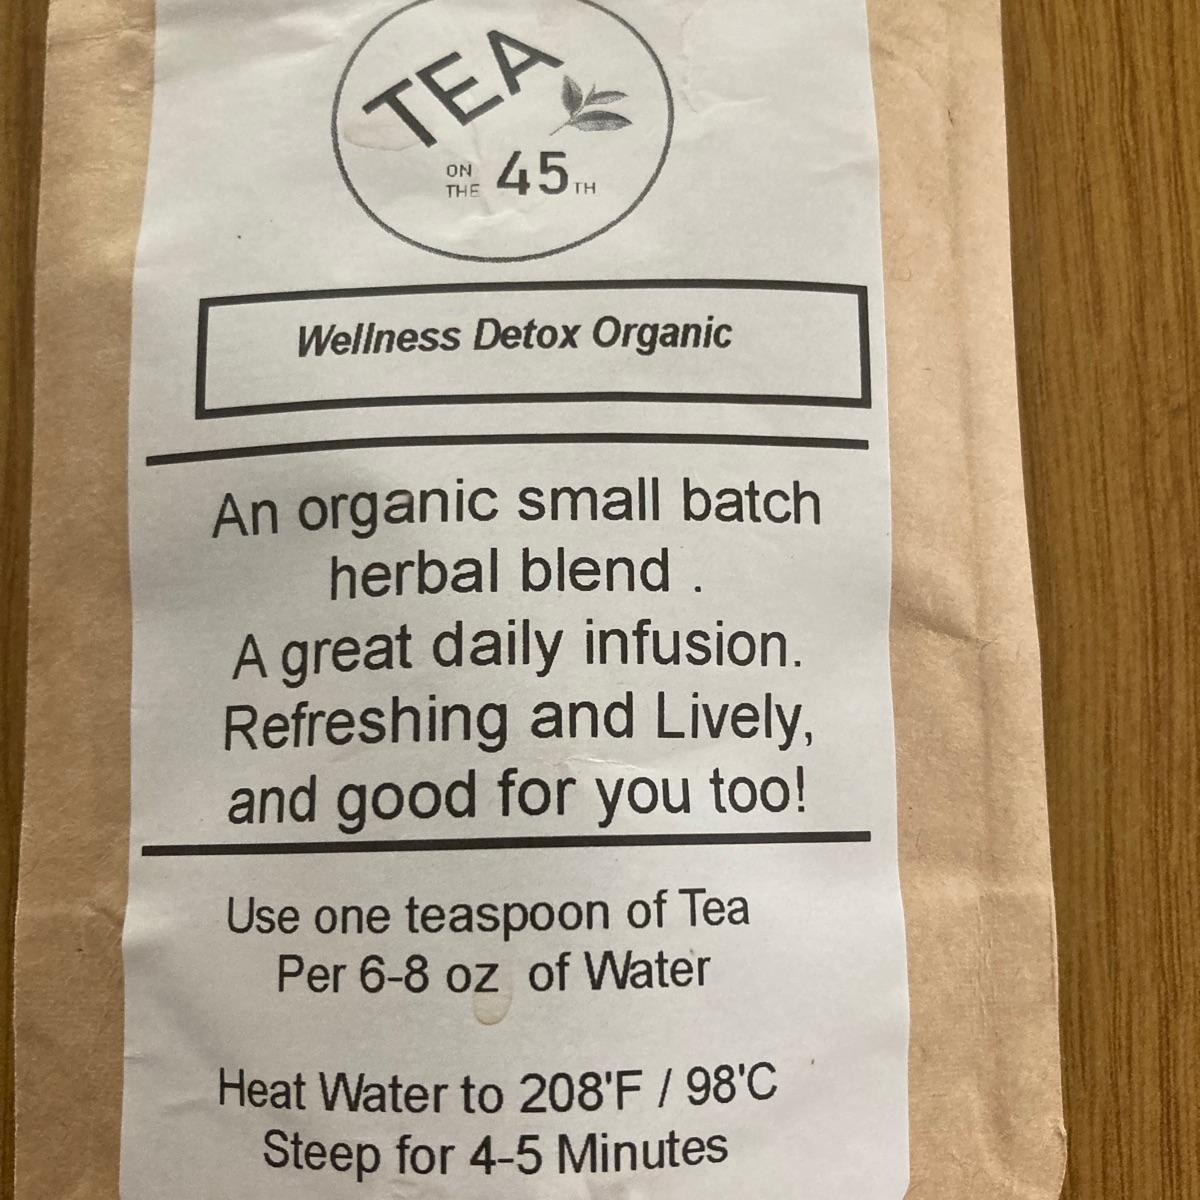 TEA
ON THE 45TH
Wellness Detox Organic
An organic small batch
herbal blend .
A great daily infusion.
Refreshing and Lively,
and good for you too!
Use one teaspoon of Tea
Per 6-8 oz  of Water
Heat Water to 208'F / 98'C
Steep for 4-5 Minutes